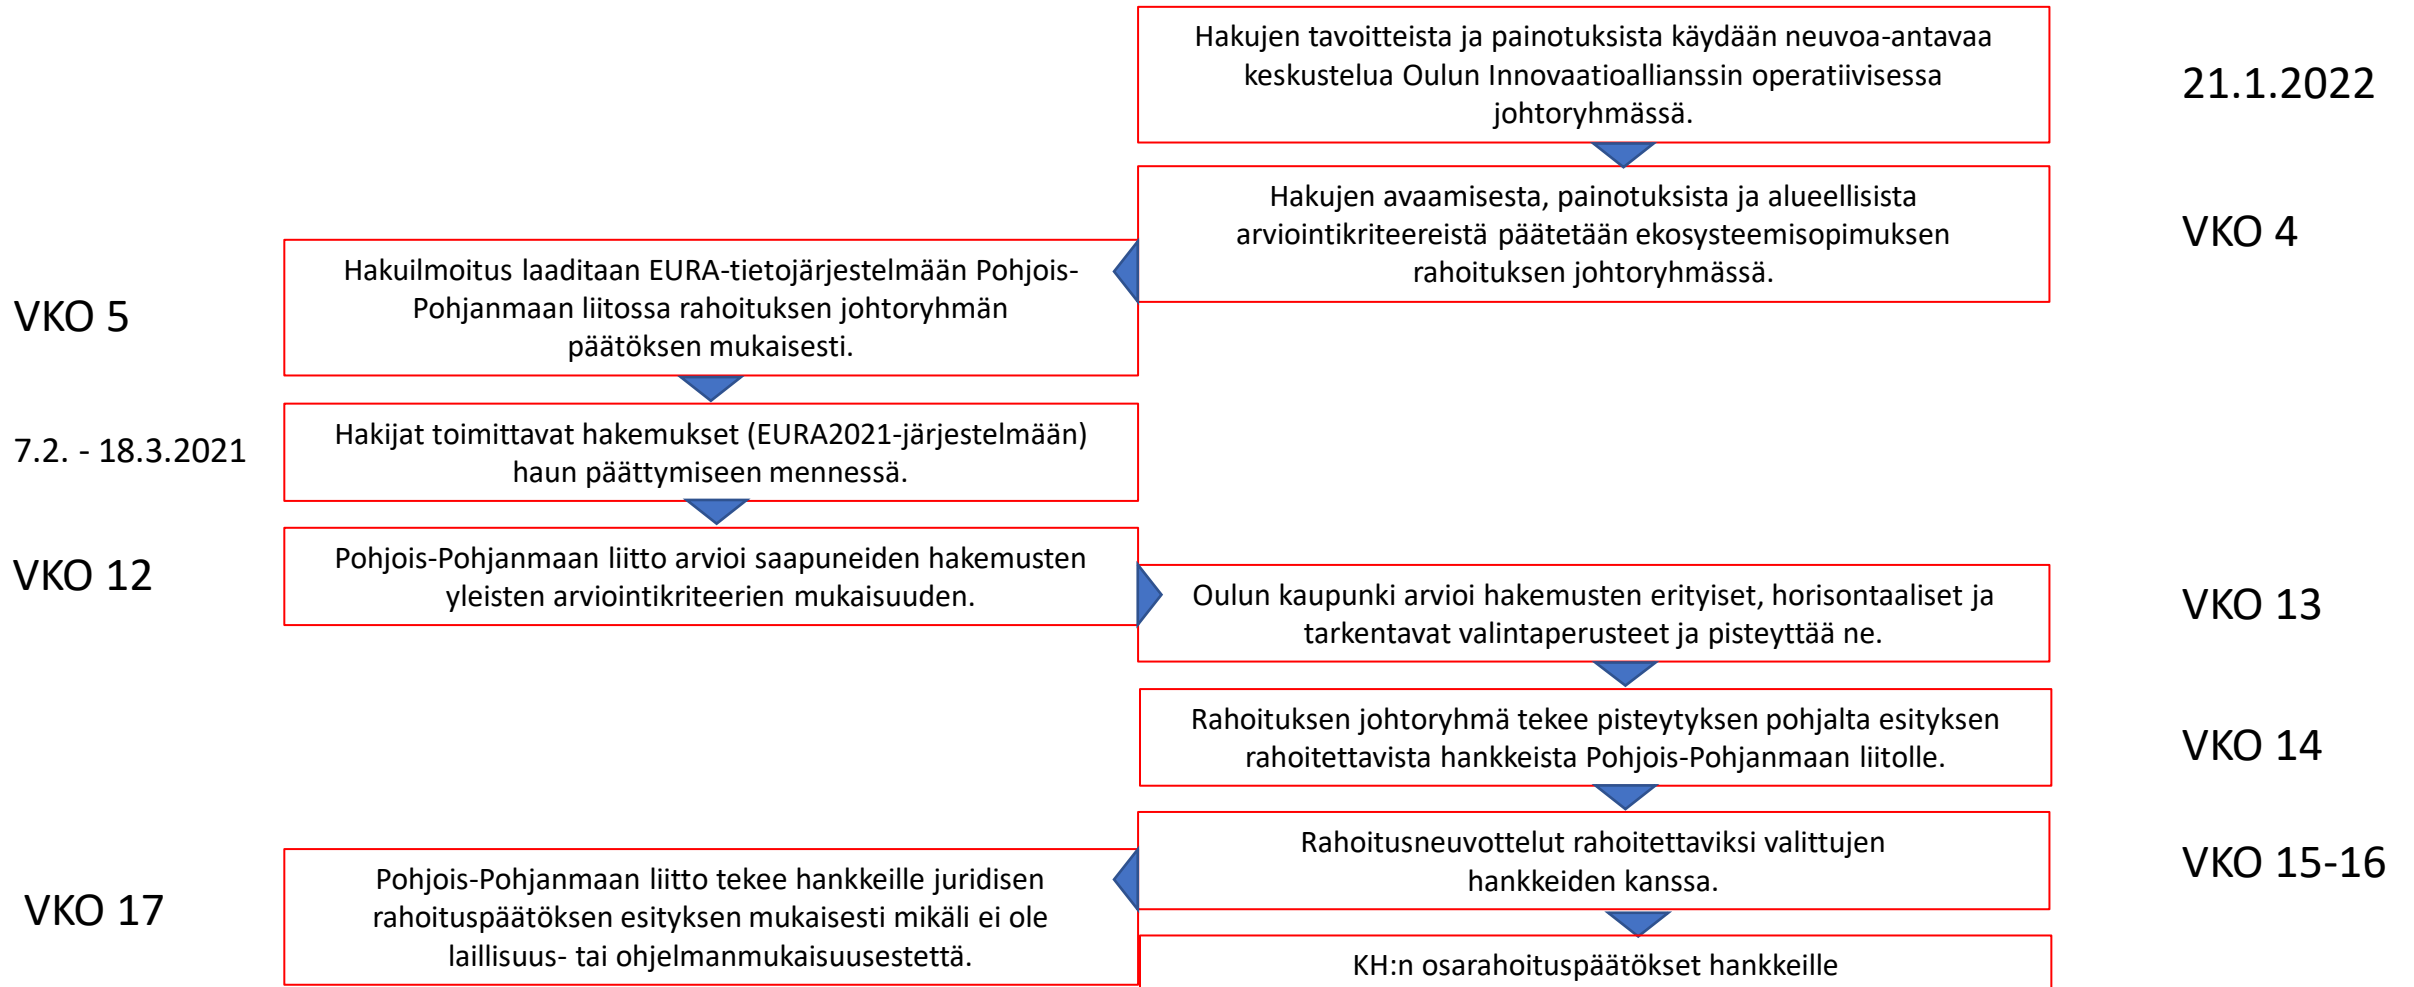 Hakujen tavoitteista ja painotuksista käydään neuvoa-antavaa
keskustelua Oulun Innovaatioallianssin operatiivisessa
johtoryhmässä.
21.1.2022
Hakujen avaamisesta, painotuksista ja alueellisista
arviointikriteereistä päätetään ekosysteemisopimuksen
rahoituksen johtoryhmässä.
VKO 4
VKO 5
Hakuilmoitus laaditaan EURA-tietojärjestelmään Pohjois-
Pohjanmaan liitossa rahoituksen johtoryhmän
päätöksen mukaisesti.
7.2. - 18.3.2021
Hakijat toimittavat hakemukset (EURA2021-järjestelmään)
haun päättymiseen mennessä.
VKO 12
Pohjois-Pohjanmaan liitto arvioi saapuneiden hakemusten
yleisten arviointikriteerien mukaisuuden.
Oulun kaupunki arvioi hakemusten erityiset, horisontaaliset ja
tarkentavat valintaperusteet ja pisteyttää ne.
VKO 13
Rahoituksen johtoryhmä tekee pisteytyksen pohjalta esityksen
rahoitettavista hankkeista Pohjois-Pohjanmaan liitolle.
VKO 14
Rahoitusneuvottelut rahoitettaviksi valittujen
hankkeiden kanssa.
VKO 15-16
VKO 17
Pohjois-Pohjanmaan liitto tekee hankkeille juridisen
rahoituspäätöksen esityksen mukaisesti mikäli ei ole
laillisuus- tai ohjelmanmukaisuusestettä.
KH:n osarahoituspäätökset hankkeille